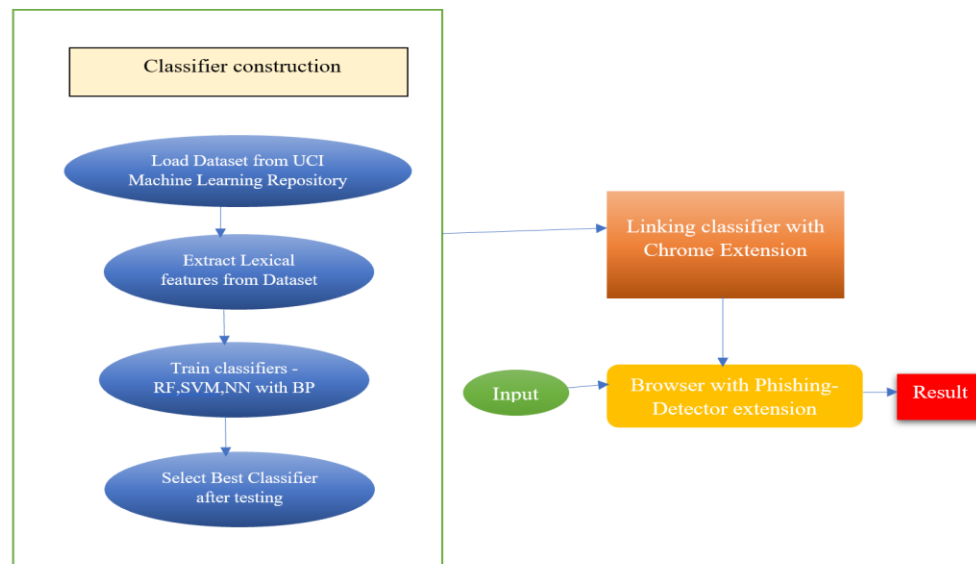 Classifier construction
Load Dataset from UCI
Machine Learning Repository
Extract Lexical
features from Dataset
Train classifiers -
RF,SVM,NN with BP
Select Best Classifier
after testing
Linking classifier with
Chrome Extension
Input
Browser with Phishing-
Detector extension
Result